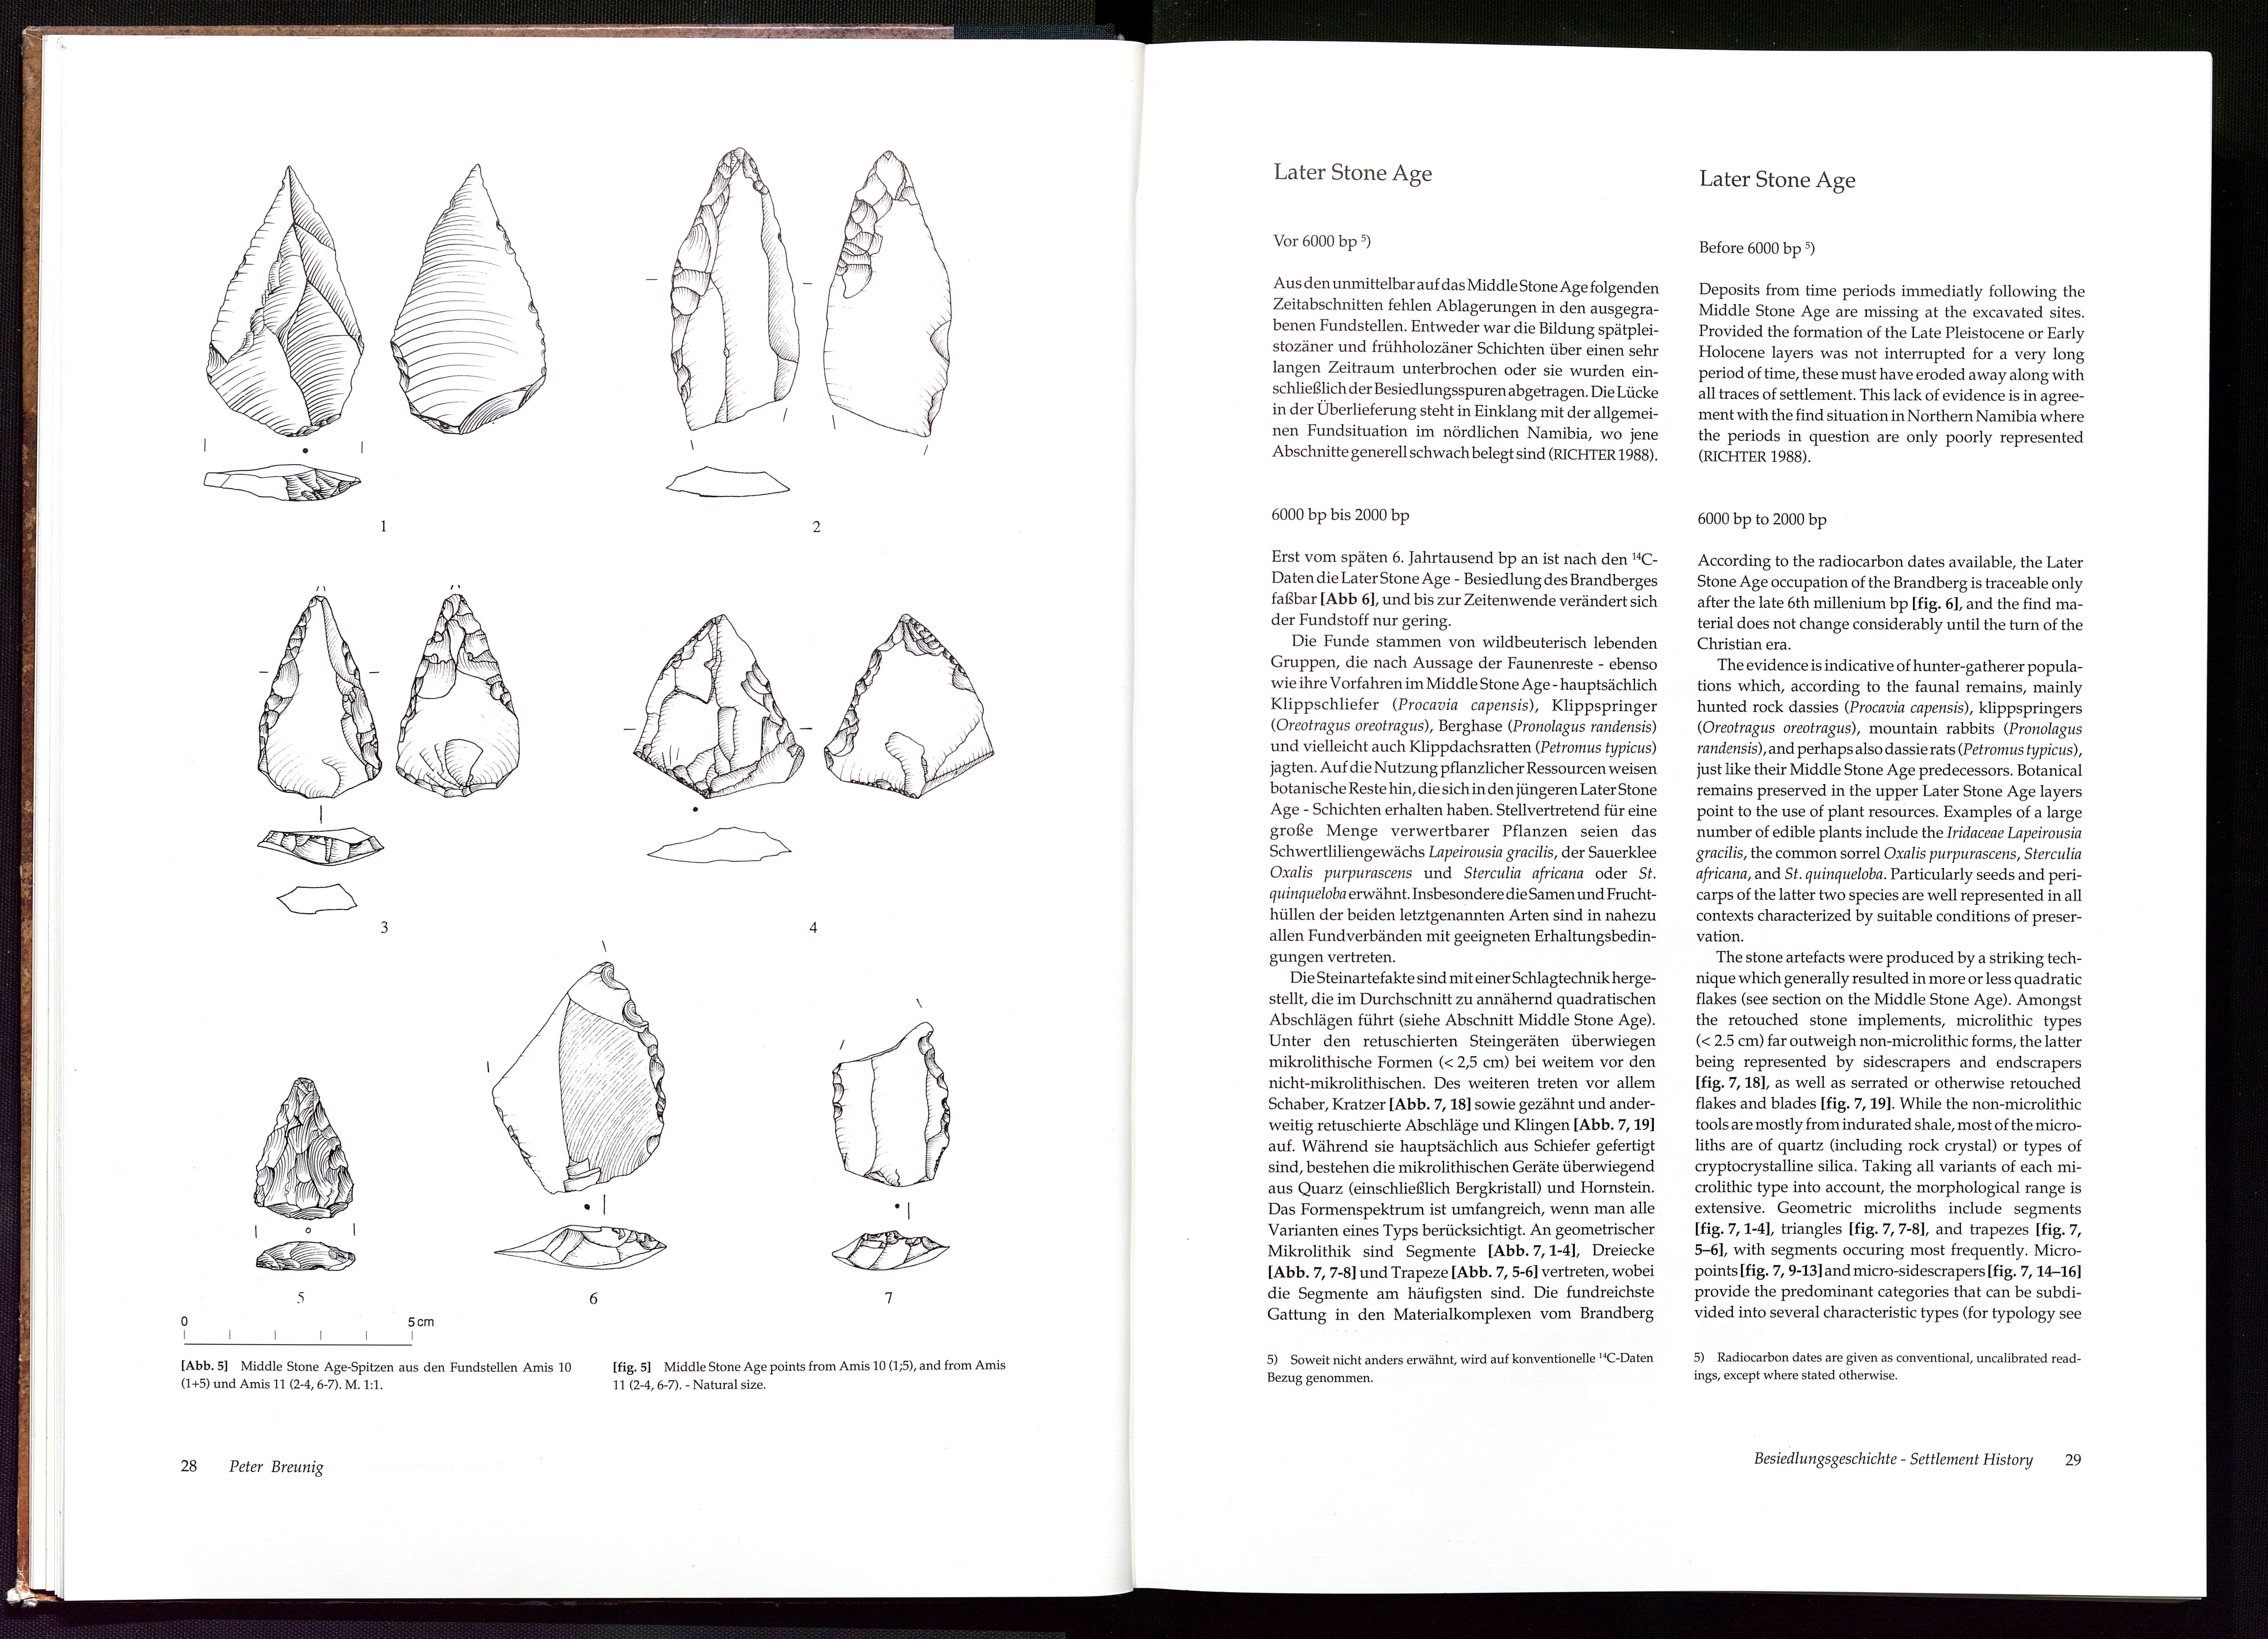 1
2
3
4
5
6
7
0 5 cm
[Abb. 5] Middle Stone Age-Spitzen aus den Fundstellen Amis 10
(1+5) und Amis 11 (2-4, 6-7). M. 1:1.
[fig. 5] Middle Stone Age points from Amis 10 (1;5), and from Amis
11 (2-4, 6-7). - Natural size.
28 Peter Breunig
Later Stone Age
Vor 6000 bp ⁵)
Aus den unmittelbar auf das Middle Stone Age folgenden
Zeitabschnitten fehlen Ablagerungen in den ausgegra-
benen Fundstellen. Entweder war die Bildung spätplei-
stozäner und frühholozäner Schichten über einen sehr
langen Zeitraum unterbrochen oder sie wurden ein-
schließlich der Besiedlungsspuren abgetragen. Die Lücke
in der Überlieferung steht in Einklang mit der allgemei-
nen Fundsituation im nördlichen Namibia, wo jene
Abschnitte generell schwach belegt sind (RICHTER 1988).
6000 bp bis 2000 bp
Erst vom späten 6. Jahrtausend bp an ist nach den ¹⁴C-
Daten die Later Stone Age - Besiedlung des Brandberges
faßbar [Abb 6], und bis zur Zeitenwende verändert sich
der Fundstoff nur gering.
Die Funde stammen von wildbeuterisch lebenden
Gruppen, die nach Aussage der Faunenreste - ebenso
wie ihre Vorfahren im Middle Stone Age - hauptsächlich
Klippschliefer (Procavia capensis), Klippspringer
(Oreotragus oreotragus), Berghase (Pronolagus randensis)
und vielleicht auch Klippdachsratten (Petromus typicus)
jagten. Auf die Nutzung pflanzlicher Ressourcen weisen
botanische Reste hin, die sich in den jüngeren Later Stone
Age - Schichten erhalten haben. Stellvertretend für eine
große Menge verwertbarer Pflanzen seien das
Schwertliliengewächs Lapeirousia gracilis, der Sauerklee
Oxalis purpurascens und Sterculia africana oder St.
quinqueloba erwähnt. Insbesondere die Samen und Frucht-
hüllen der beiden letztgenannten Arten sind in nahezu
allen Fundverbänden mit geeigneten Erhaltungsbedin-
gungen vertreten.
Die Steinartefakte sind mit einer Schlagtechnik herge-
stellt, die im Durchschnitt zu annähernd quadratischen
Abschlägen führt (siehe Abschnitt Middle Stone Age).
Unter den retuschierten Steingeräten überwiegen
mikrolithische Formen (< 2,5 cm) bei weitem vor den
nicht-mikrolithischen. Des weiteren treten vor allem
Schaber, Kratzer [Abb. 7, 18] sowie gezähnt und ander-
weitig retuschierte Abschläge und Klingen [Abb. 7, 19]
auf. Während sie hauptsächlich aus Schiefer gefertigt
sind, bestehen die mikrolithischen Geräte überwiegend
aus Quarz (einschließlich Bergkristall) und Hornstein.
Das Formenspektrum ist umfangreich, wenn man alle
Varianten eines Typs berücksichtigt. An geometrischer
Mikrolithik sind Segmente [Abb. 7, 1-4], Dreiecke
[Abb. 7, 7-8] und Trapeze [Abb. 7, 5-6] vertreten, wobei
die Segmente am häufigsten sind. Die fundreichste
Gattung in den Materialkomplexen vom Brandberg
5) Soweit nicht anders erwähnt, wird auf konventionelle ¹⁴C-Daten
Bezug genommen.
Later Stone Age
Before 6000 bp ⁵)
Deposits from time periods immediatly following the
Middle Stone Age are missing at the excavated sites.
Provided the formation of the Late Pleistocene or Early
Holocene layers was not interrupted for a very long
period of time, these must have eroded away along with
all traces of settlement. This lack of evidence is in agree-
ment with the find situation in Northern Namibia where
the periods in question are only poorly represented
(RICHTER 1988).
6000 bp to 2000 bp
According to the radiocarbon dates available, the Later
Stone Age occupation of the Brandberg is traceable only
after the late 6th millenium bp [fig. 6], and the find ma-
terial does not change considerably until the turn of the
Christian era.
The evidence is indicative of hunter-gatherer popula-
tions which, according to the faunal remains, mainly
hunted rock dassies (Procavia capensis), klippspringers
(Oreotragus oreotragus), mountain rabbits (Pronolagus
randensis), and perhaps also dassie rats (Petromus typicus),
just like their Middle Stone Age predecessors. Botanical
remains preserved in the upper Later Stone Age layers
point to the use of plant resources. Examples of a large
number of edible plants include the Iridaceae Lapeirousia
gracilis, the common sorrel Oxalis purpurascens, Sterculia
africana, and St. quinqueloba. Particularly seeds and peri-
carps of the latter two species are well represented in all
contexts characterized by suitable conditions of preser-
vation.
The stone artefacts were produced by a striking tech-
nique which generally resulted in more or less quadratic
flakes (see section on the Middle Stone Age). Amongst
the retouched stone implements, microlithic types
(< 2.5 cm) far outweigh non-microlithic forms, the latter
being represented by sidescrapers and endscrapers
[fig. 7, 18], as well as serrated or otherwise retouched
flakes and blades [fig. 7, 19]. While the non-microlithic
tools are mostly from indurated shale, most of the micro-
liths are of quartz (including rock crystal) or types of
cryptocrystalline silica. Taking all variants of each mi-
crolithic type into account, the morphological range is
extensive. Geometric microliths include segments
[fig. 7, 1-4], triangles [fig. 7, 7-8], and trapezes [fig. 7,
5–6], with segments occuring most frequently. Micro-
points [fig. 7, 9-13] and micro-sidescrapers [fig. 7, 14–16]
provide the predominant categories that can be subdi-
vided into several characteristic types (for typology see
5) Radiocarbon dates are given as conventional, uncalibrated read-
ings, except where stated otherwise.
Besiedlungsgeschichte - Settlement History 29